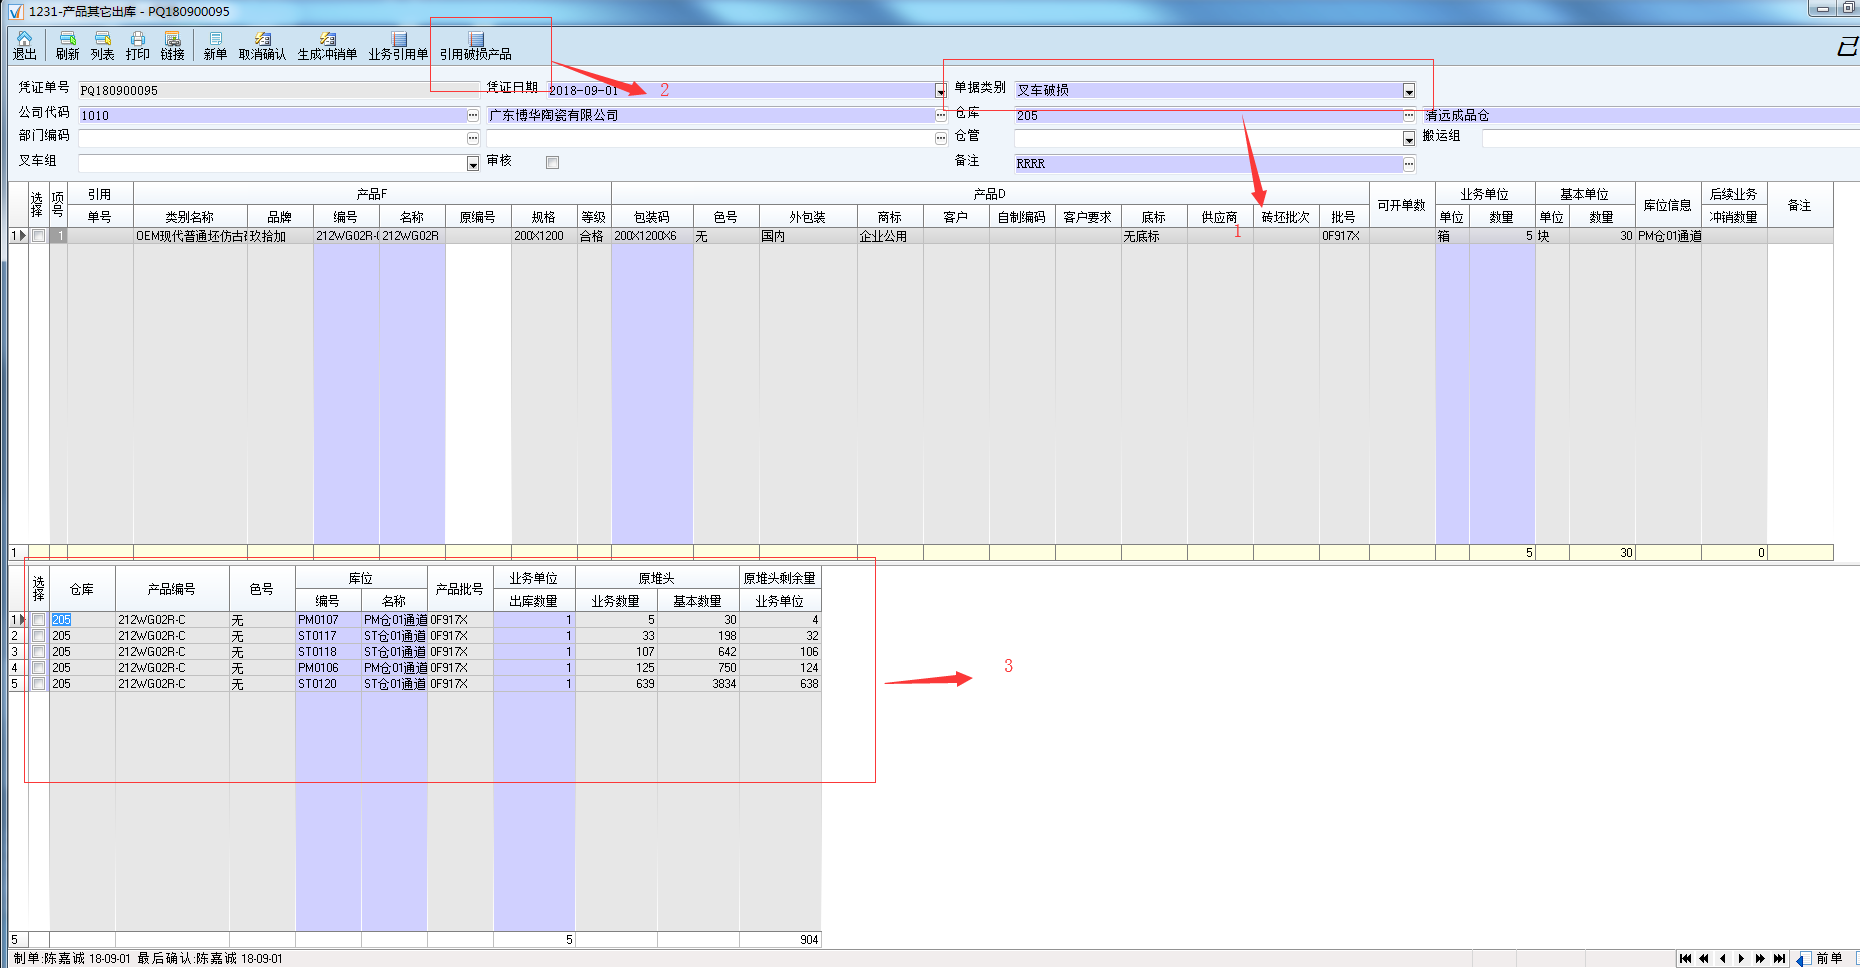 1231-产品其它出库 - PQ180900095
退出 刷新 列表 打印 链接 新单 取消确认 生成冲销单 业务引用单 引用破损产品
凭证单号 PQ180900095 凭证日期 2018-09-01 2 单据类别 叉车破损
公司代码 1010 广东博华陶瓷有限公司 仓库 205 清远成品仓
部门编码 仓管 搬运组
叉车组 审核 备注 RRRR
选择 项号 引用 产品F 产品D 可开单数 业务单位 基本单位 库位信息 后续业务 备注
单号 类别名称 品牌 编号 名称 原编号 规格 等级 包装码 色号 外包装 商标 客户 自制编码 客户要求 底标 供应商 砖坯批次 批号 单位 数量 单位 数量 冲销数量
1 1 OEM现代普通坯仿古 玖拾加 212WG02R-( 212WG02R 200X1200 合格 200X1200X6 无 国内 企业公用 无底标 1 0F917X 箱 5 块 30 PM仓01通道
1 5 30 0
选择 仓库 产品编号 色号 库位 产品批号 业务单位 原堆头 原堆头剩余量
编号 名称 出库数量 业务数量 基本数量 业务单位
1 205 212WG02R-C 无 PM0107 PM仓01通道 0F917X 1 5 30 4
2 205 212WG02R-C 无 ST0117 ST仓01通道 0F917X 1 33 198 32
3 205 212WG02R-C 无 ST0118 ST仓01通道 0F917X 1 107 642 106
4 205 212WG02R-C 无 PM0106 PM仓01通道 0F917X 1 125 750 124
5 205 212WG02R-C 无 ST0120 ST仓01通道 0F917X 1 639 3834 638
3
5 5 904
制单:陈嘉诚 18-09-01 最后确认:陈嘉诚 18-09-01 前单